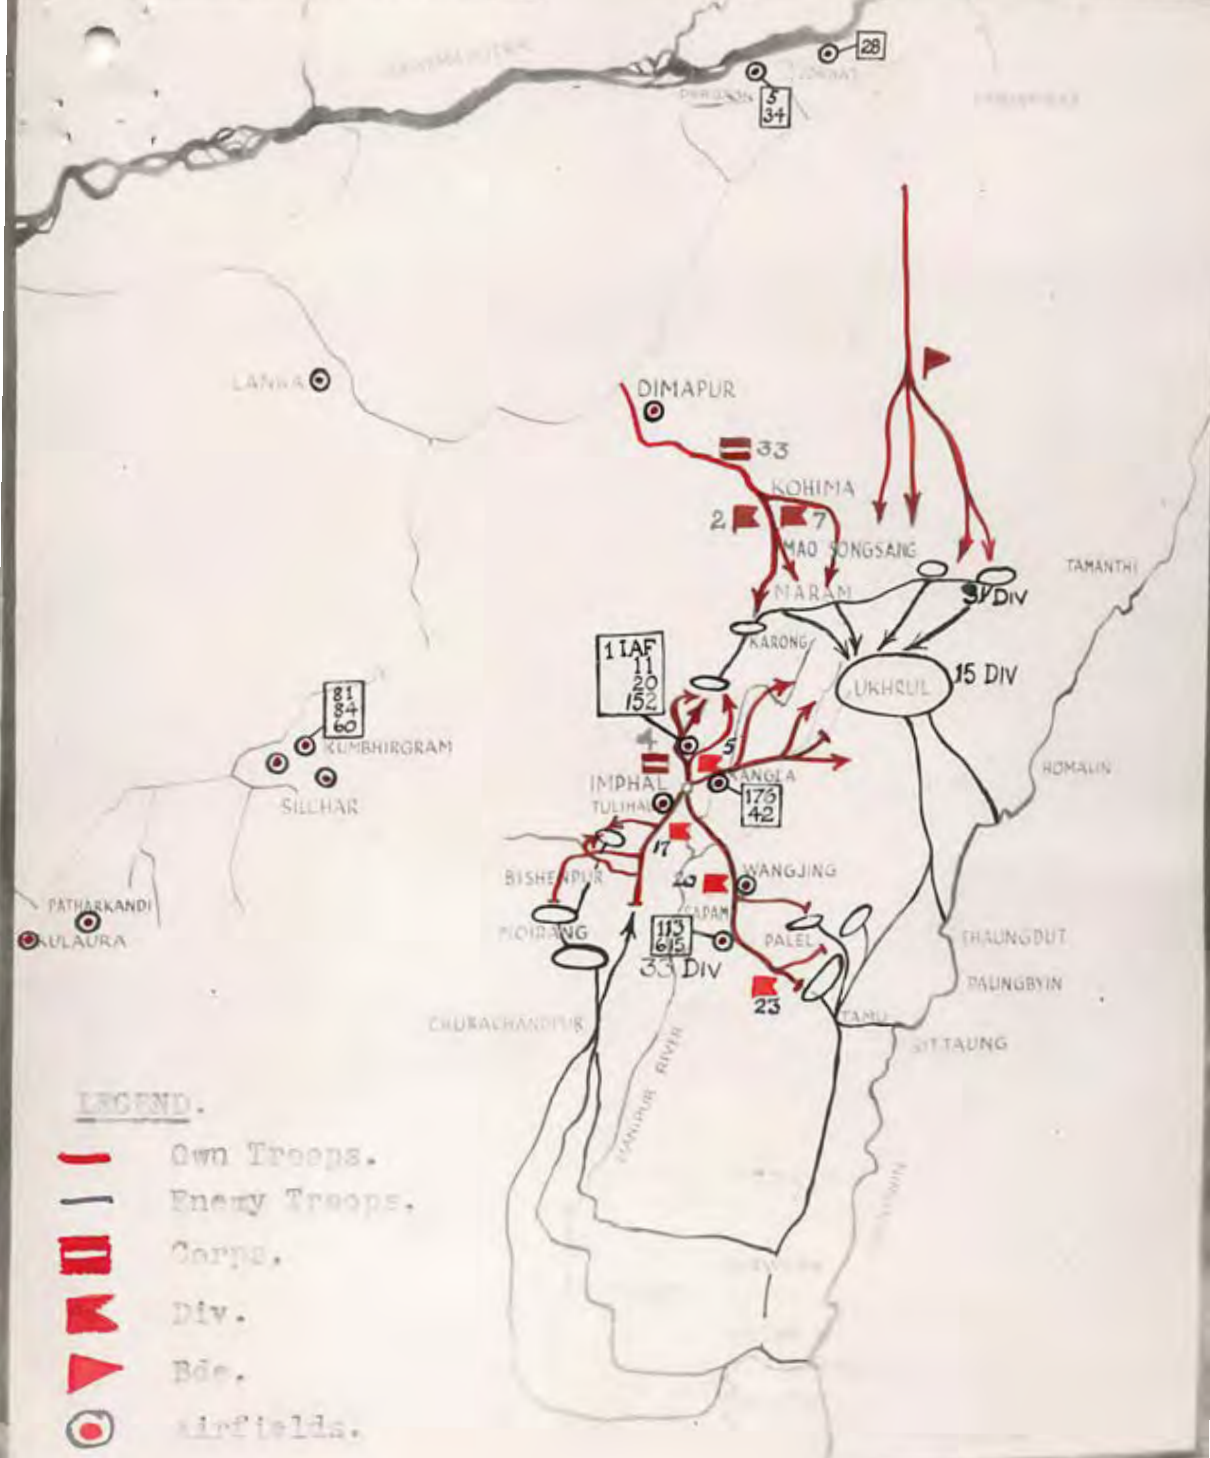 28
5
34
LANKA
DIMAPUR
33
KOHIMA
2
7
MAO SONGSANG
TAMANTHI
NARAM
31 DIV
1 IAF
11
20
152
KARONG
UKHRUL
15 DIV
81
84
60
KUMBHIRGRAM
SILCHAR
4
5
KANGLA
IMPHAL
TULIHAL
176
42
HOMALIN
17
BISHENPUR
20
WANGJING
PATHARKANDI
KULAURA
MOIRANG
SAPAM
113
615
PALEL
33 DIV
23
THAUNGDUT
PAUNGBYIN
TAMU
SITTAUNG
CHURACHANDPUR
MANIPUR RIVER
LEGEND.
Own Troops.
Enemy Troops.
Corps.
Div.
Bde.
Airfields.